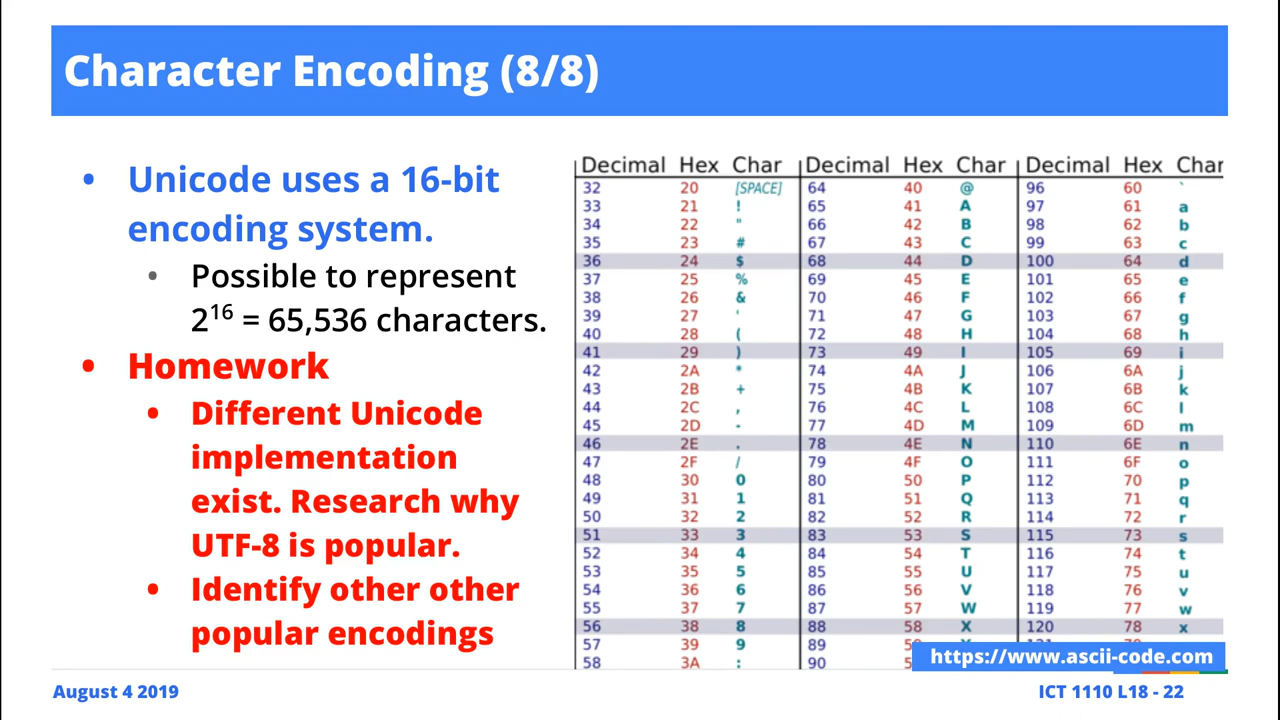 Character Encoding (8/8)
• Unicode uses a 16-bit
encoding system.
• Possible to represent
2¹⁶ = 65,536 characters.
• Homework
• Different Unicode
implementation
exist. Research why
UTF-8 is popular.
• Identify other other
popular encodings
Decimal Hex Char Decimal Hex Char Decimal Hex Char
32 20 [SPACE] 64 40 @ 96 60 `
33 21 ! 65 41 A 97 61 a
34 22 " 66 42 B 98 62 b
35 23 # 67 43 C 99 63 c
36 24 $ 68 44 D 100 64 d
37 25 % 69 45 E 101 65 e
38 26 & 70 46 F 102 66 f
39 27 ' 71 47 G 103 67 g
40 28 ( 72 48 H 104 68 h
41 29 ) 73 49 I 105 69 i
42 2A * 74 4A J 106 6A j
43 2B + 75 4B K 107 6B k
44 2C , 76 4C L 108 6C l
45 2D - 77 4D M 109 6D m
46 2E . 78 4E N 110 6E n
47 2F / 79 4F O 111 6F o
48 30 0 80 50 P 112 70 p
49 31 1 81 51 Q 113 71 q
50 32 2 82 52 R 114 72 r
51 33 3 83 53 S 115 73 s
52 34 4 84 54 T 116 74 t
53 35 5 85 55 U 117 75 u
54 36 6 86 56 V 118 76 v
55 37 7 87 57 W 119 77 w
56 38 8 88 58 X 120 78 x
57 39 9 89
58 3A : 90
https://www.ascii-code.com
August 4 2019
ICT 1110 L18 - 22